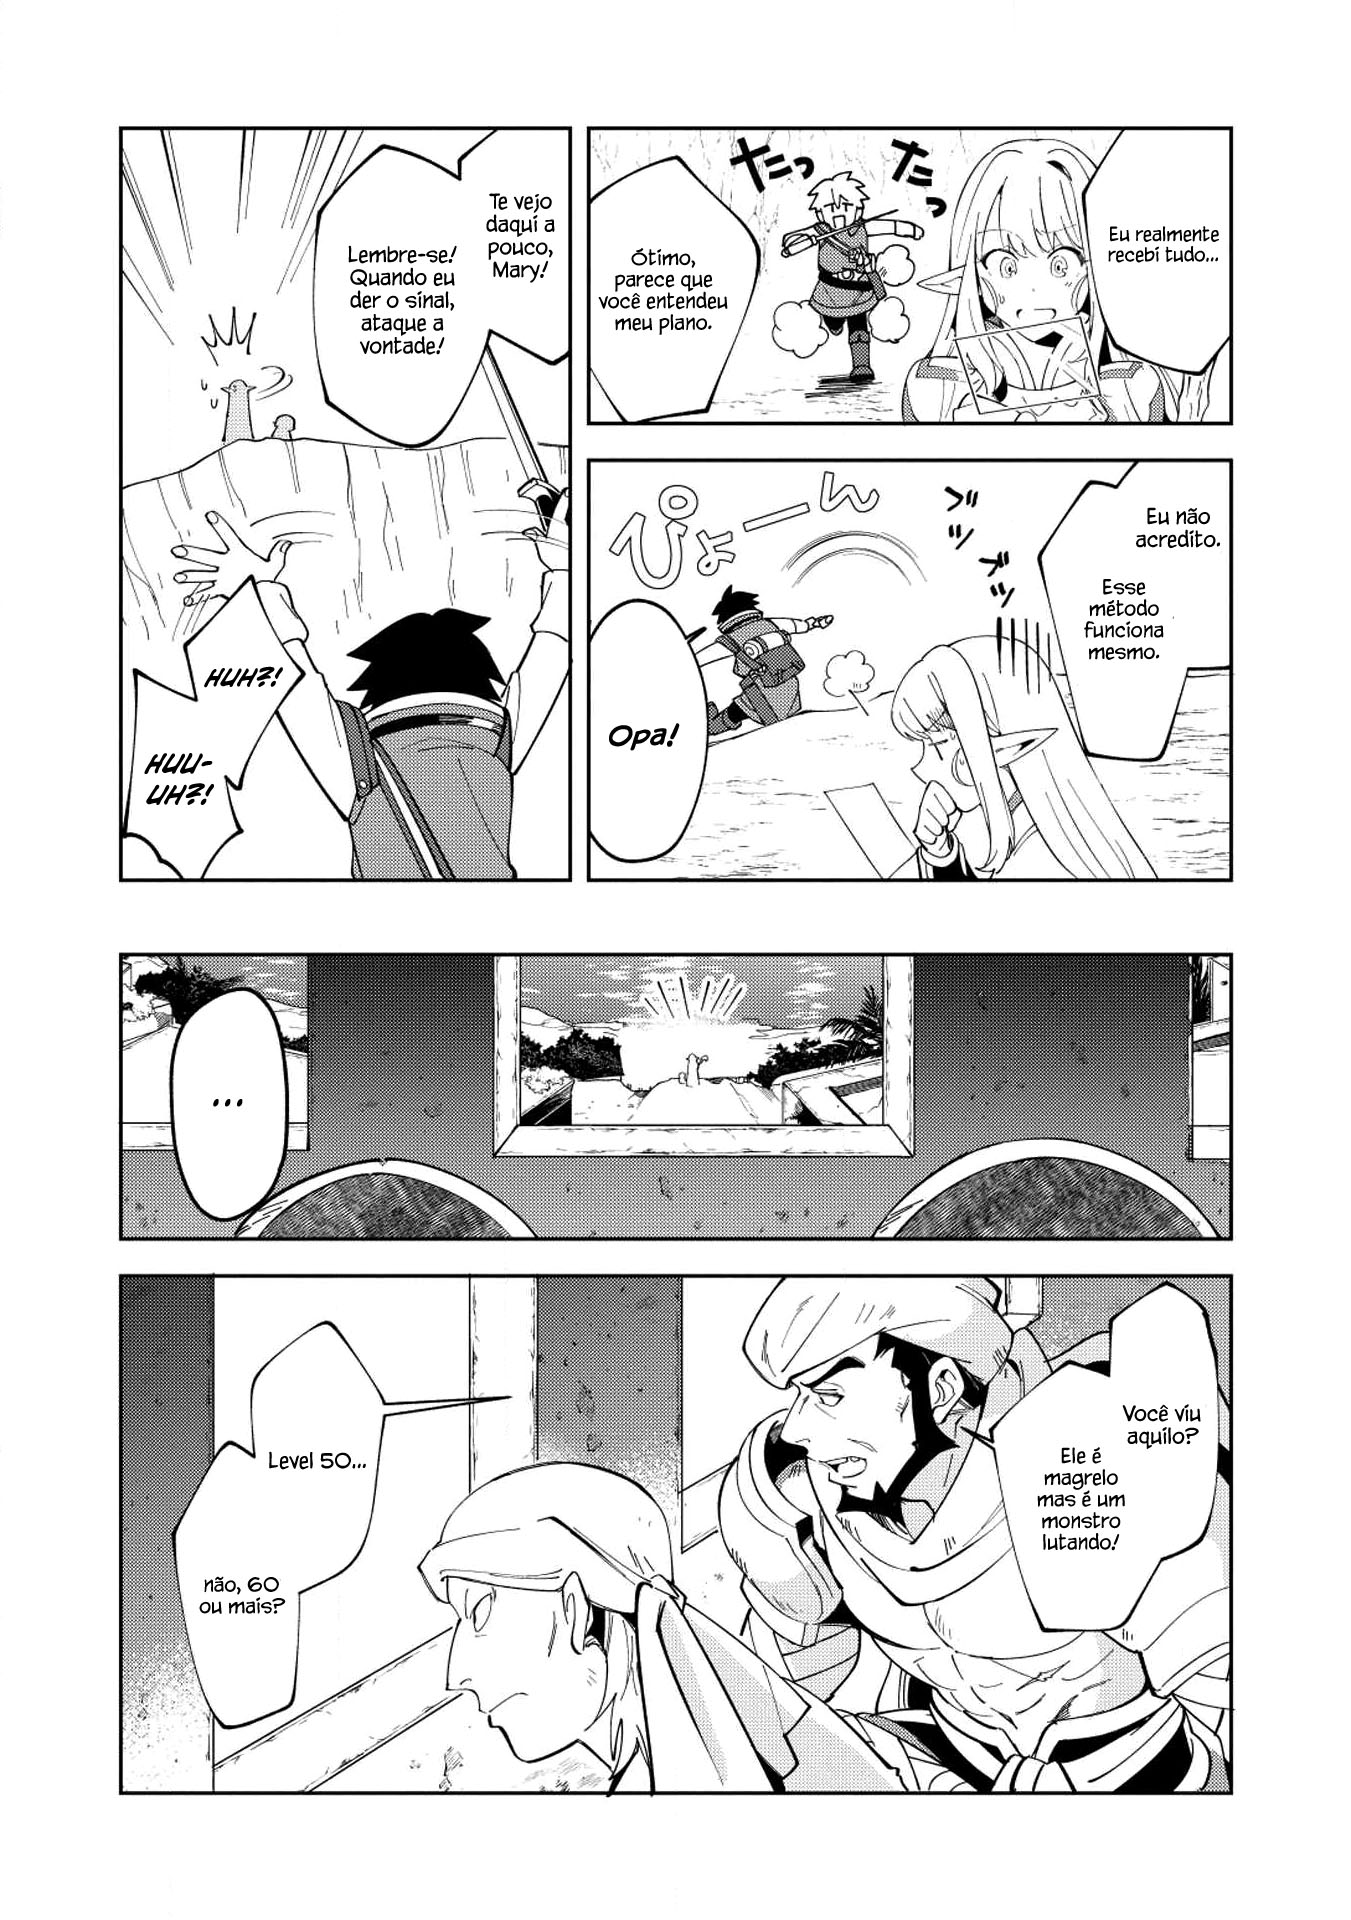 Eu realmente
recebi tudo...
たっ
たっ
Ótimo,
parece que
você entendeu
meu plano.
Eu não
acredito.
Esse
método
funciona
mesmo.
ブツブツ
ぴょーん
Opa!
Te vejo
daqui a
pouco,
Mary!
Lembre-se!
Quando eu
der o sinal,
ataque a
vontade!
HUH?!
HUU-
UH?!
...
Você viu
aquilo?
Ele é
magrelo
mas é um
monstro
lutando!
Level 50...
não, 60
ou mais?